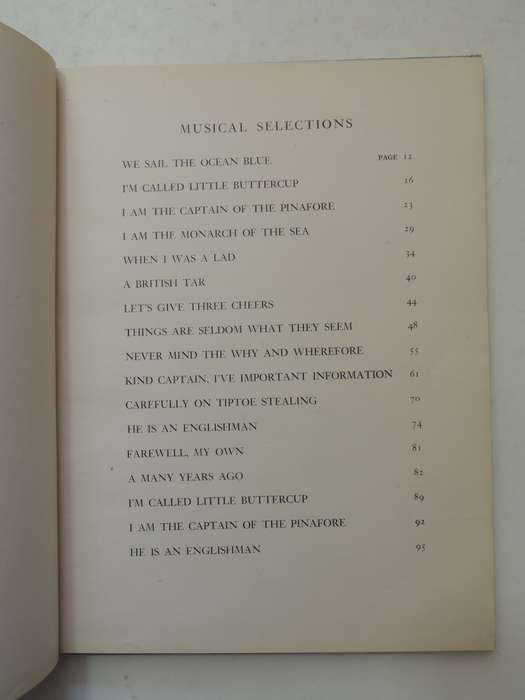 MUSICAL SELECTIONS
WE SAIL THE OCEAN BLUE PAGE 12
I'M CALLED LITTLE BUTTERCUP 16
I AM THE CAPTAIN OF THE PINAFORE 23
I AM THE MONARCH OF THE SEA 29
WHEN I WAS A LAD 34
A BRITISH TAR 40
LET'S GIVE THREE CHEERS 44
THINGS ARE SELDOM WHAT THEY SEEM 48
NEVER MIND THE WHY AND WHEREFORE 55
KIND CAPTAIN, I'VE IMPORTANT INFORMATION 61
CAREFULLY ON TIPTOE STEALING 70
HE IS AN ENGLISHMAN 74
FAREWELL, MY OWN 81
A MANY YEARS AGO 82
I'M CALLED LITTLE BUTTERCUP 89
I AM THE CAPTAIN OF THE PINAFORE 92
HE IS AN ENGLISHMAN 95